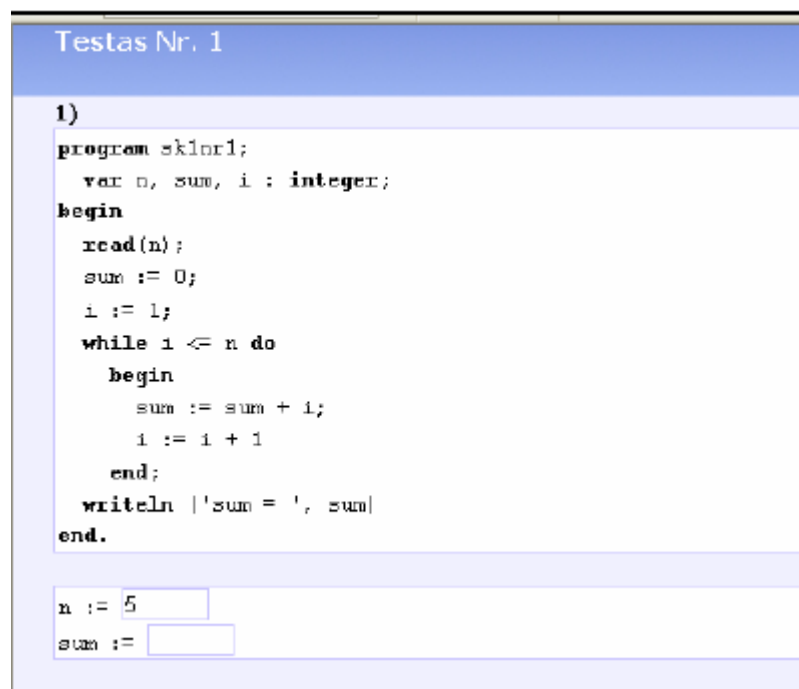 Testas Nr. 1
1)
program sk1nr1;
var n, sum, i : integer;
begin
read(n);
sum := 0;
i := 1;
while i <= n do
begin
sum := sum + i;
i := i + 1
end;
writeln ('sum = ', sum)
end.
n := 5
sum :=